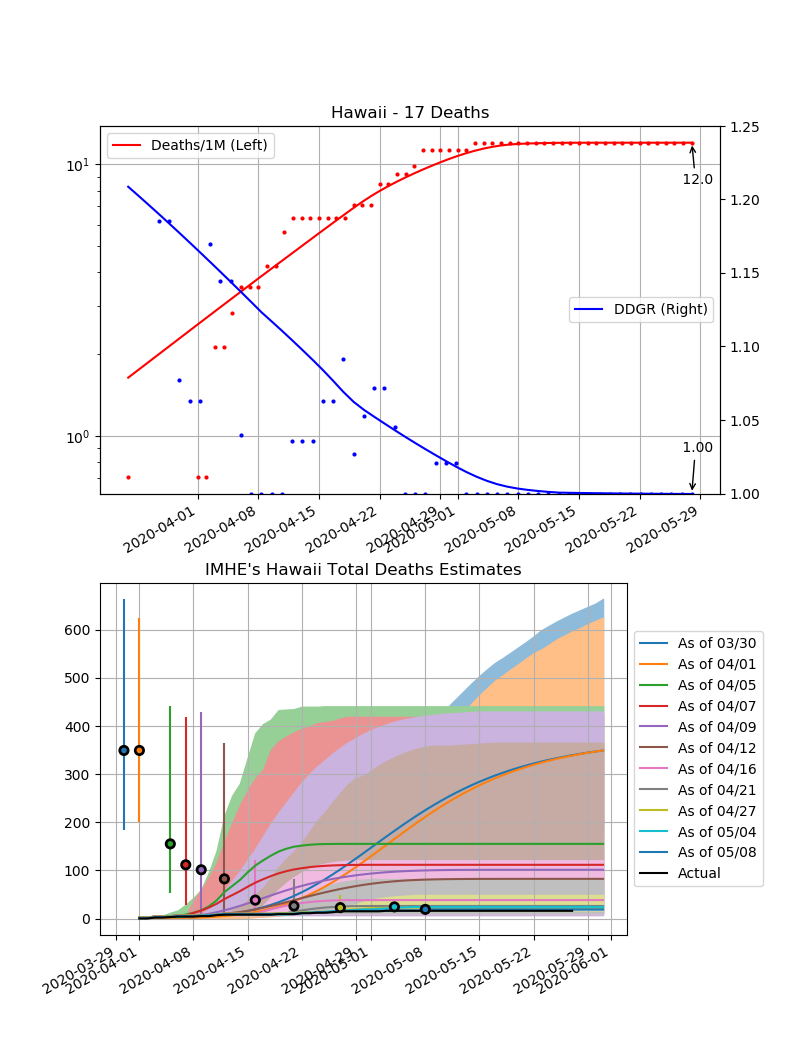 Hawaii - 17 Deaths
Deaths/1M (Left)
DDGR (Right)
12.0
1.00
10¹
10⁰
1.25
1.20
1.15
1.10
1.05
1.00
2020-04-01
2020-04-08
2020-04-15
2020-04-22
2020-04-29
2020-05-01
2020-05-08
2020-05-15
2020-05-22
2020-05-29
IMHE's Hawaii Total Deaths Estimates
600
500
400
300
200
100
0
2020-03-29
2020-04-01
2020-04-08
2020-04-15
2020-04-22
2020-04-29
2020-05-01
2020-05-08
2020-05-15
2020-05-22
2020-05-29
2020-06-01
As of 03/30
As of 04/01
As of 04/05
As of 04/07
As of 04/09
As of 04/12
As of 04/16
As of 04/21
As of 04/27
As of 05/04
As of 05/08
Actual